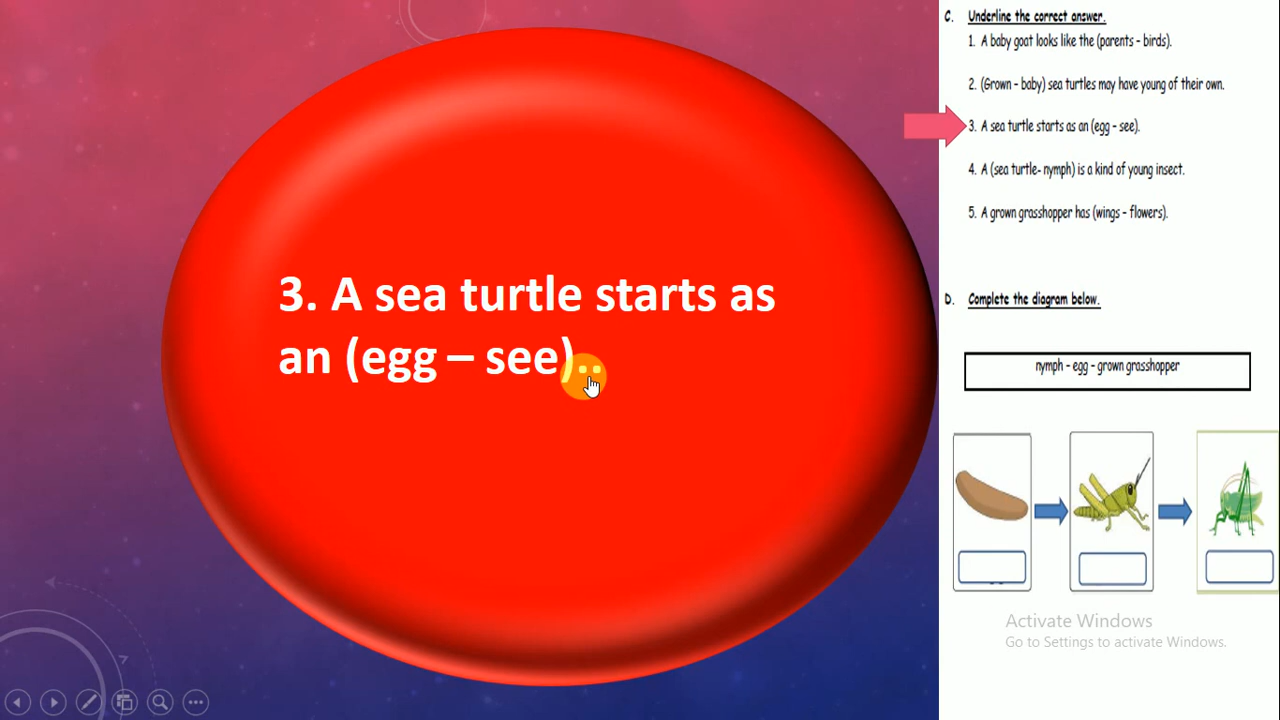 3. A sea turtle starts as
an (egg – see)..
C. Underline the correct answer.
1. A baby goat looks like the (parents - birds).
2. (Grown - baby) sea turtles may have young of their own.
3. A sea turtle starts as an (egg - see).
4. A (sea turtle- nymph) is a kind of young insect.
5. A grown grasshopper has (wings - flowers).
D. Complete the diagram below.
nymph - egg - grown grasshopper
Activate Windows
Go to Settings to activate Windows.